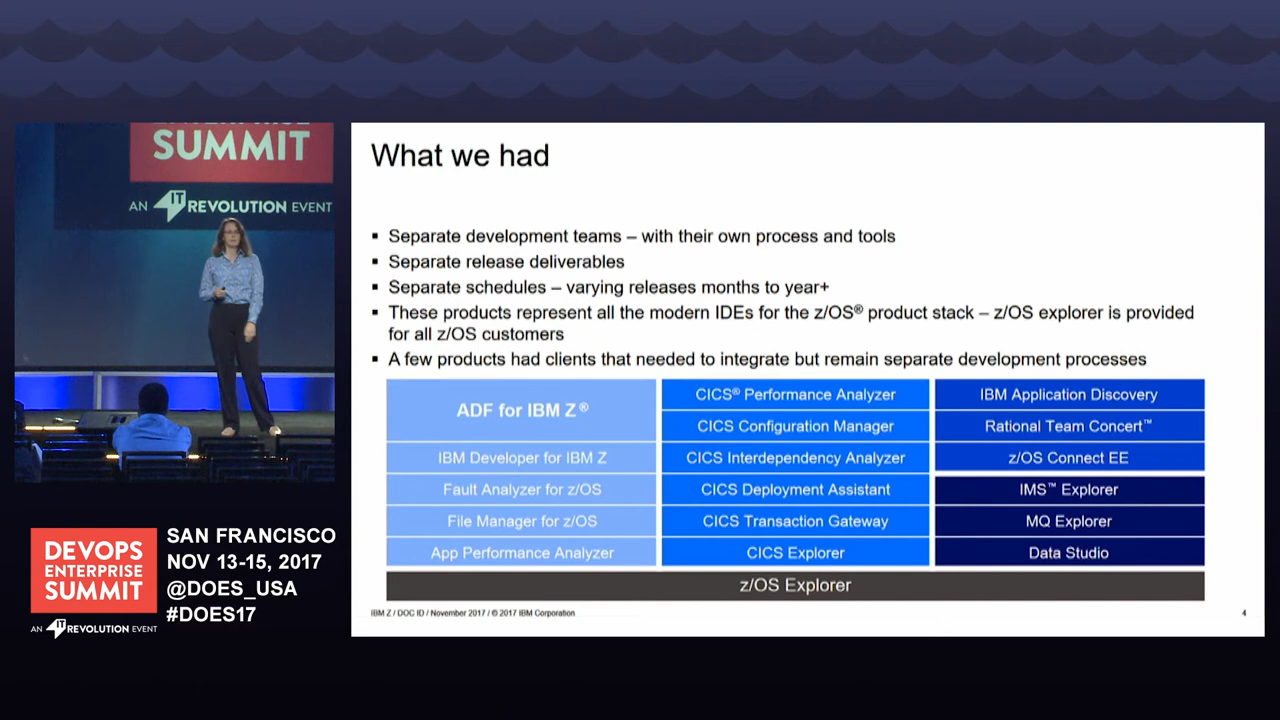 ENTERPRISE
SUMMIT
AN IT REVOLUTION EVENT
What we had
▪ Separate development teams – with their own process and tools
▪ Separate release deliverables
▪ Separate schedules – varying releases months to year+
▪ These products represent all the modern IDEs for the z/OS® product stack – z/OS explorer is provided
for all z/OS customers
▪ A few products had clients that needed to integrate but remain separate development processes
ADF for IBM Z ®
IBM Developer for IBM Z
Fault Analyzer for z/OS
File Manager for z/OS
App Performance Analyzer
CICS® Performance Analyzer
CICS Configuration Manager
CICS Interdependency Analyzer
CICS Deployment Assistant
CICS Transaction Gateway
CICS Explorer
IBM Application Discovery
Rational Team Concert™
z/OS Connect EE
IMS™ Explorer
MQ Explorer
Data Studio
z/OS Explorer
IBM Z / DOC ID / November 2017 / © 2017 IBM Corporation
4
DEVOPS
ENTERPRISE
SUMMIT
AN IT REVOLUTION EVENT
SAN FRANCISCO
NOV 13-15, 2017
@DOES_USA
#DOES17